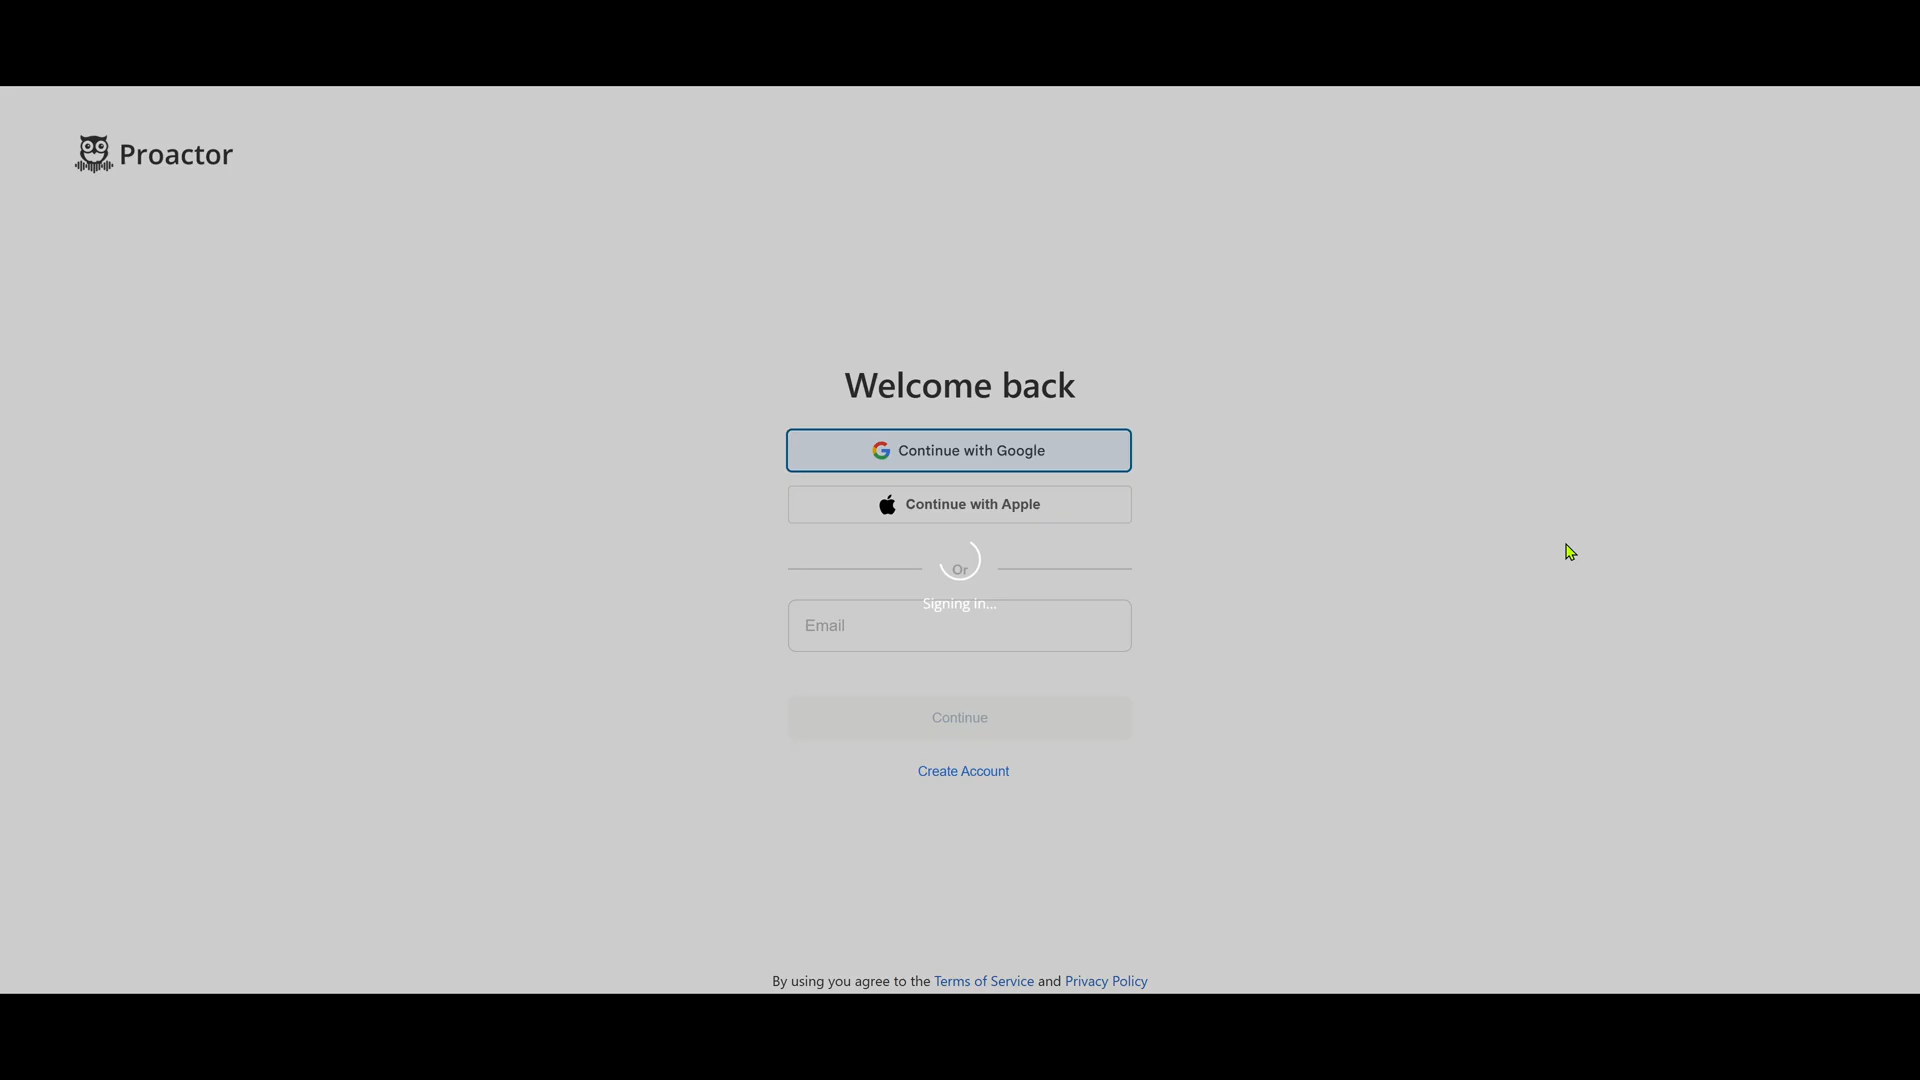 Proactor
Welcome back
Continue with Google
Continue with Apple
Or
Signing in...
Email
Continue
Create Account
By using you agree to the Terms of Service and Privacy Policy